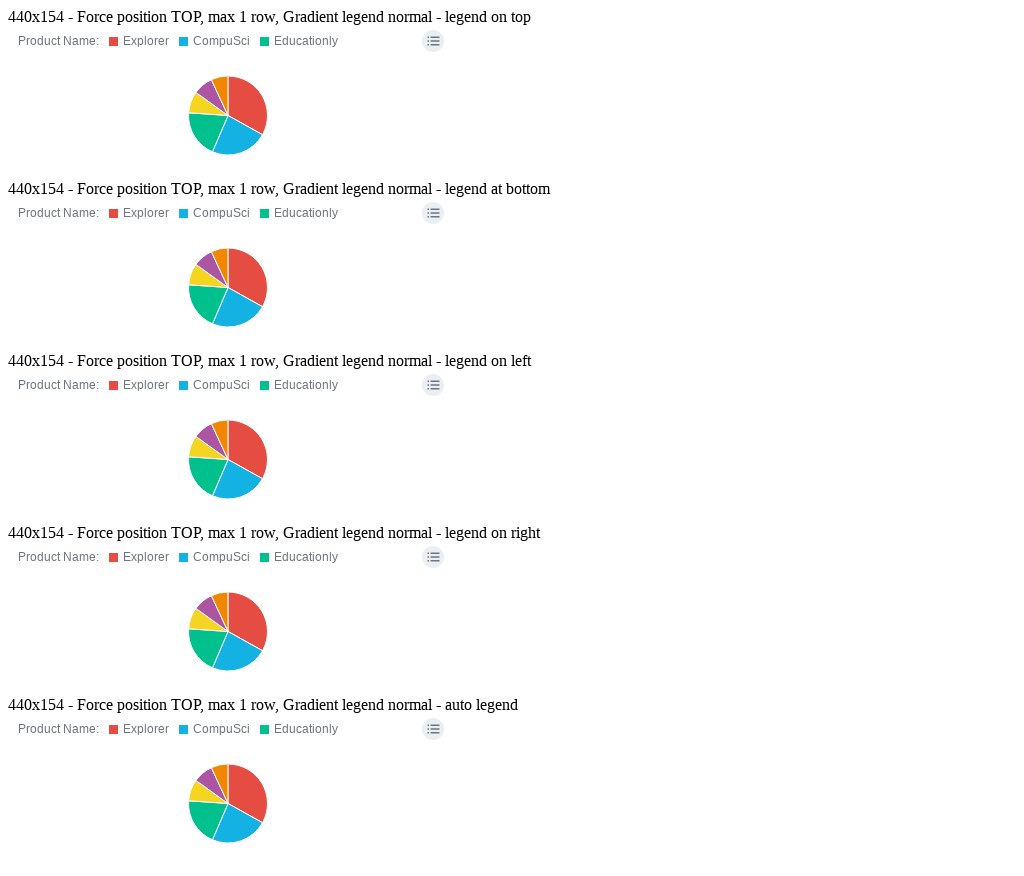 440x154 - Force position TOP, max 1 row, Gradient legend normal - legend on top
Product Name: Explorer CompuSci Educationly
440x154 - Force position TOP, max 1 row, Gradient legend normal - legend at bottom
Product Name: Explorer CompuSci Educationly
440x154 - Force position TOP, max 1 row, Gradient legend normal - legend on left
Product Name: Explorer CompuSci Educationly
440x154 - Force position TOP, max 1 row, Gradient legend normal - legend on right
Product Name: Explorer CompuSci Educationly
440x154 - Force position TOP, max 1 row, Gradient legend normal - auto legend
Product Name: Explorer CompuSci Educationly